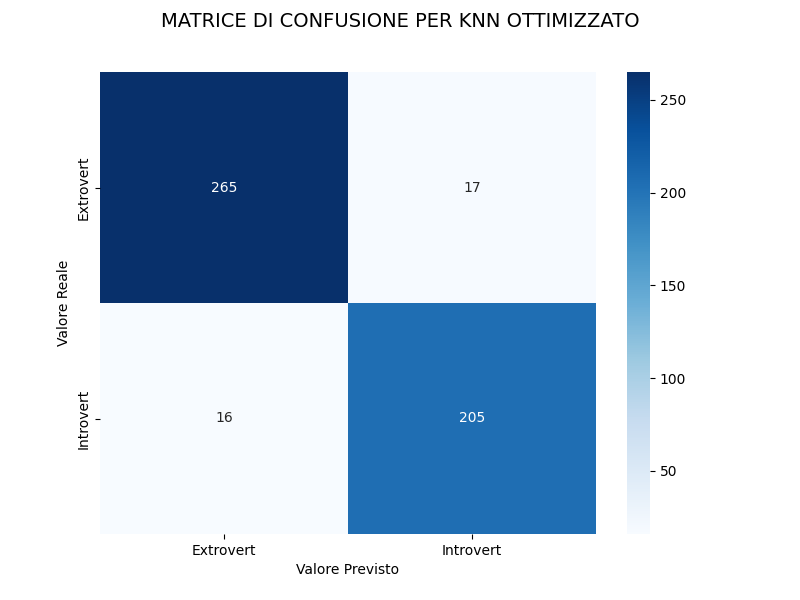 MATRICE DI CONFUSIONE PER KNN OTTIMIZZATO
Valore Reale
Extrovert
265
17
Introvert
16
205
Extrovert
Introvert
Valore Previsto
250
200
150
100
50